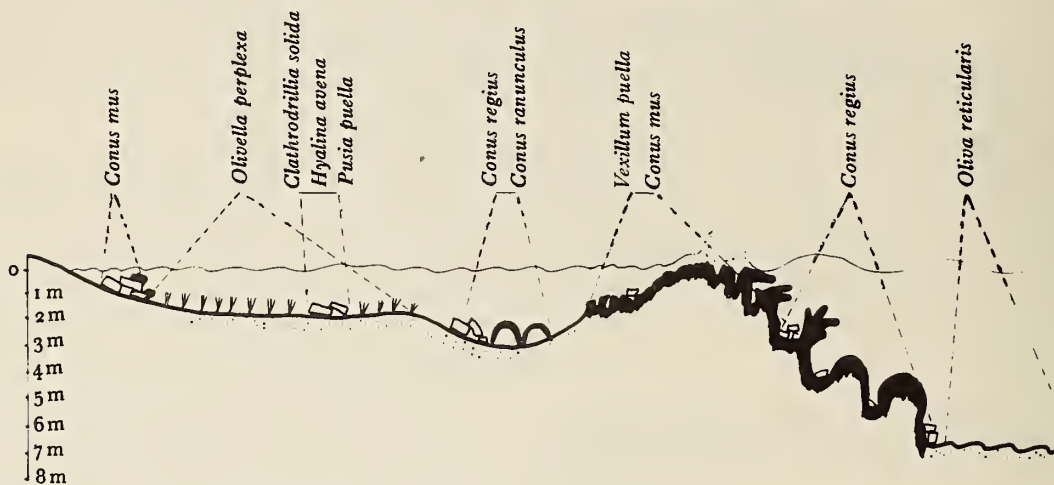 Conus mus
Olivella perplexa
Clathrodrillia solida
Hyalina avena
Pusia puella
Conus regius
Conus ranunculus
Vexillum puella
Conus mus
Conus regius
Oliva reticularis
0
1 m
2 m
3 m
4 m
5 m
6 m
7 m
8 m